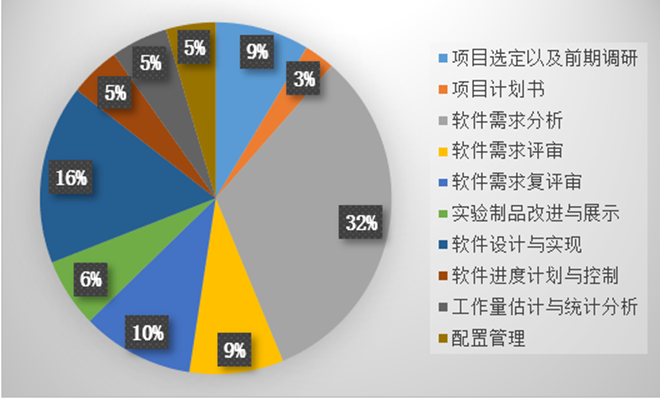 9%
3%
32%
9%
10%
6%
16%
5%
5%
5%
项目选定以及前期调研
项目计划书
软件需求分析
软件需求评审
软件需求复评审
实验制品改进与展示
软件设计与实现
软件进度计划与控制
工作量估计与统计分析
配置管理